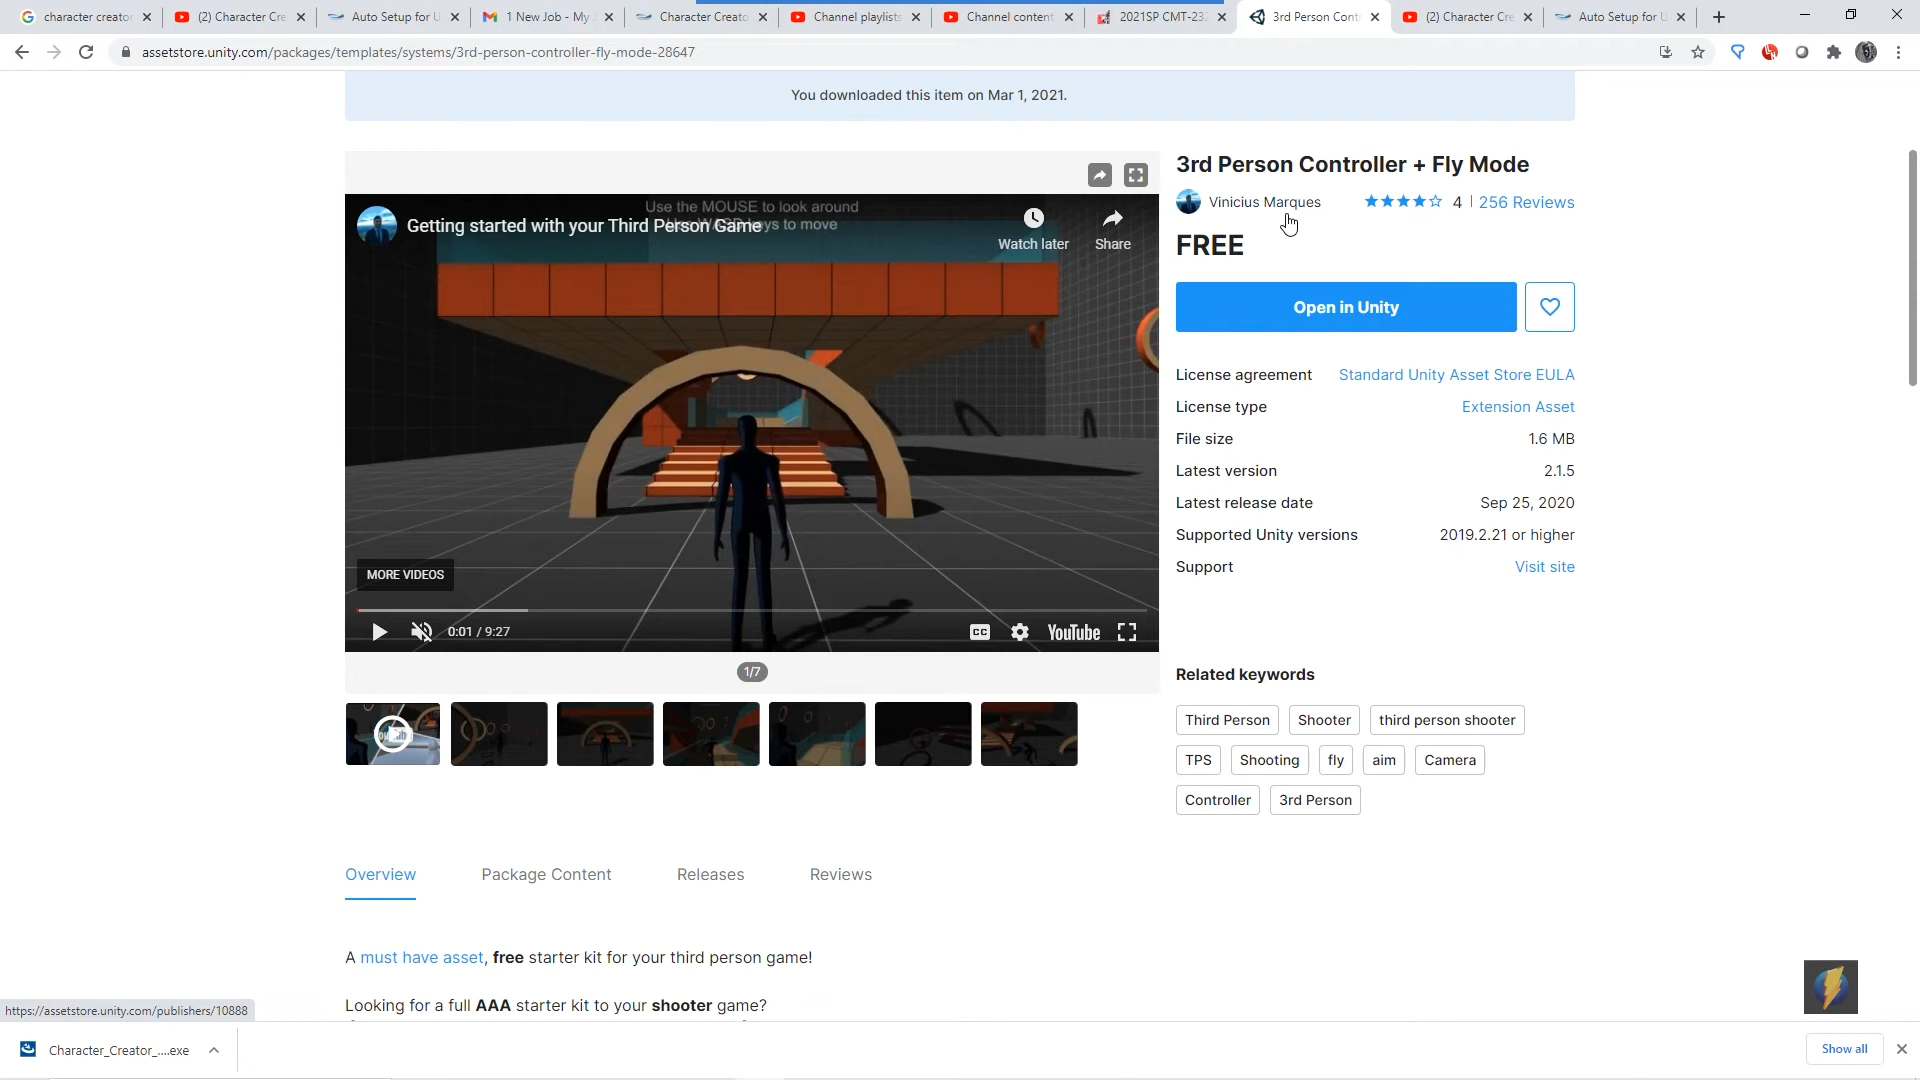 character creator
(2) Character Cre
Auto Setup for U
1 New Job - My
Character Creato
Channel playlists
Channel content
2021SP CMT-232
3rd Person Cont
(2) Character Cre
Auto Setup for U
assetstore.unity.com/packages/templates/systems/3rd-person-controller-fly-mode-28647
You downloaded this item on Mar 1, 2021.
Use the MOUSE to look around
Getting started with your Third Person Game
keys to move
Watch later
Share
MORE VIDEOS
0:01 / 9:27
CC
YouTube
1/7
3rd Person Controller + Fly Mode
Vinicius Marques
4 | 256 Reviews
FREE
Open in Unity
License agreement Standard Unity Asset Store EULA
License type Extension Asset
File size 1.6 MB
Latest version 2.1.5
Latest release date Sep 25, 2020
Supported Unity versions 2019.2.21 or higher
Support Visit site
Related keywords
Third Person Shooter third person shooter
TPS Shooting fly aim Camera
Controller 3rd Person
Overview Package Content Releases Reviews
A must have asset, free starter kit for your third person game!
Looking for a full AAA starter kit to your shooter game?
https://assetstore.unity.com/publishers/10888
Character_Creator_....exe
Show all